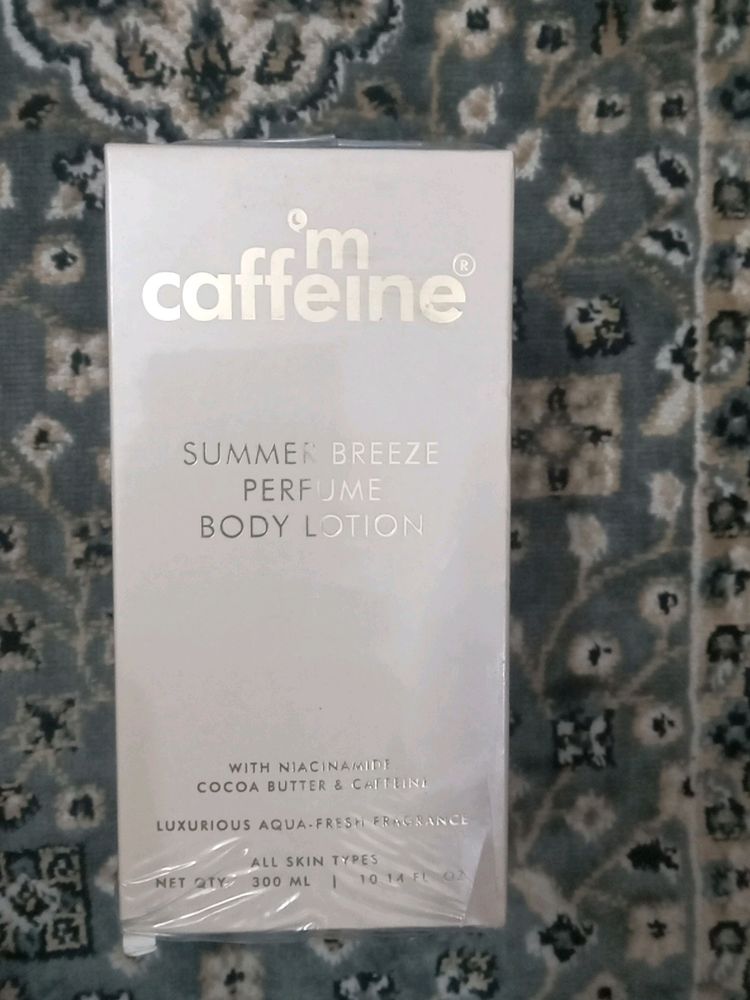 'm
caffeine®
SUMMER BREEZE
PERFUME
BODY LOTION
WITH NIACINAMIDE
COCOA BUTTER & CAFFEINE
LUXURIOUS AQUA-FRESH FRAGRANCE
ALL SKIN TYPES
NET QTY. 300 ML | 10.14 FL. OZ.